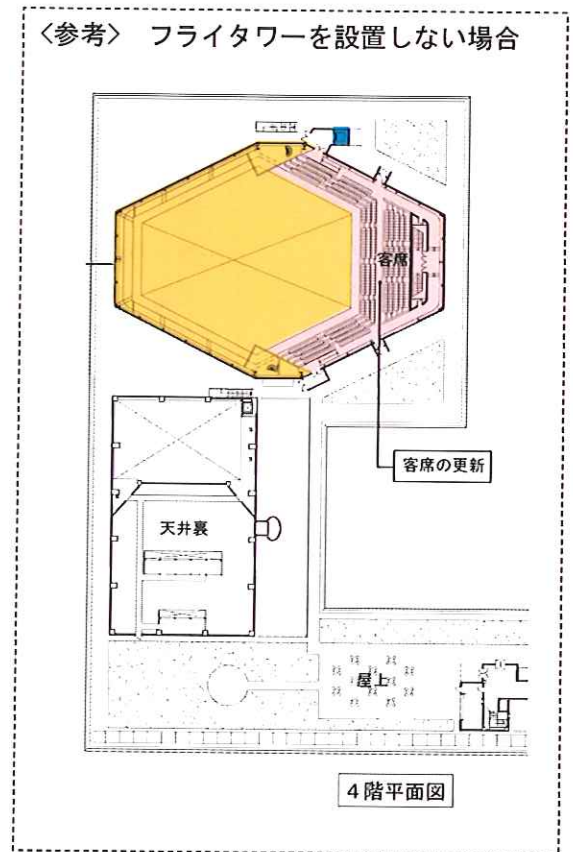 〈参考〉 フライタワーを設置しない場合
客席
客席の更新
天井裏
屋上
4階平面図